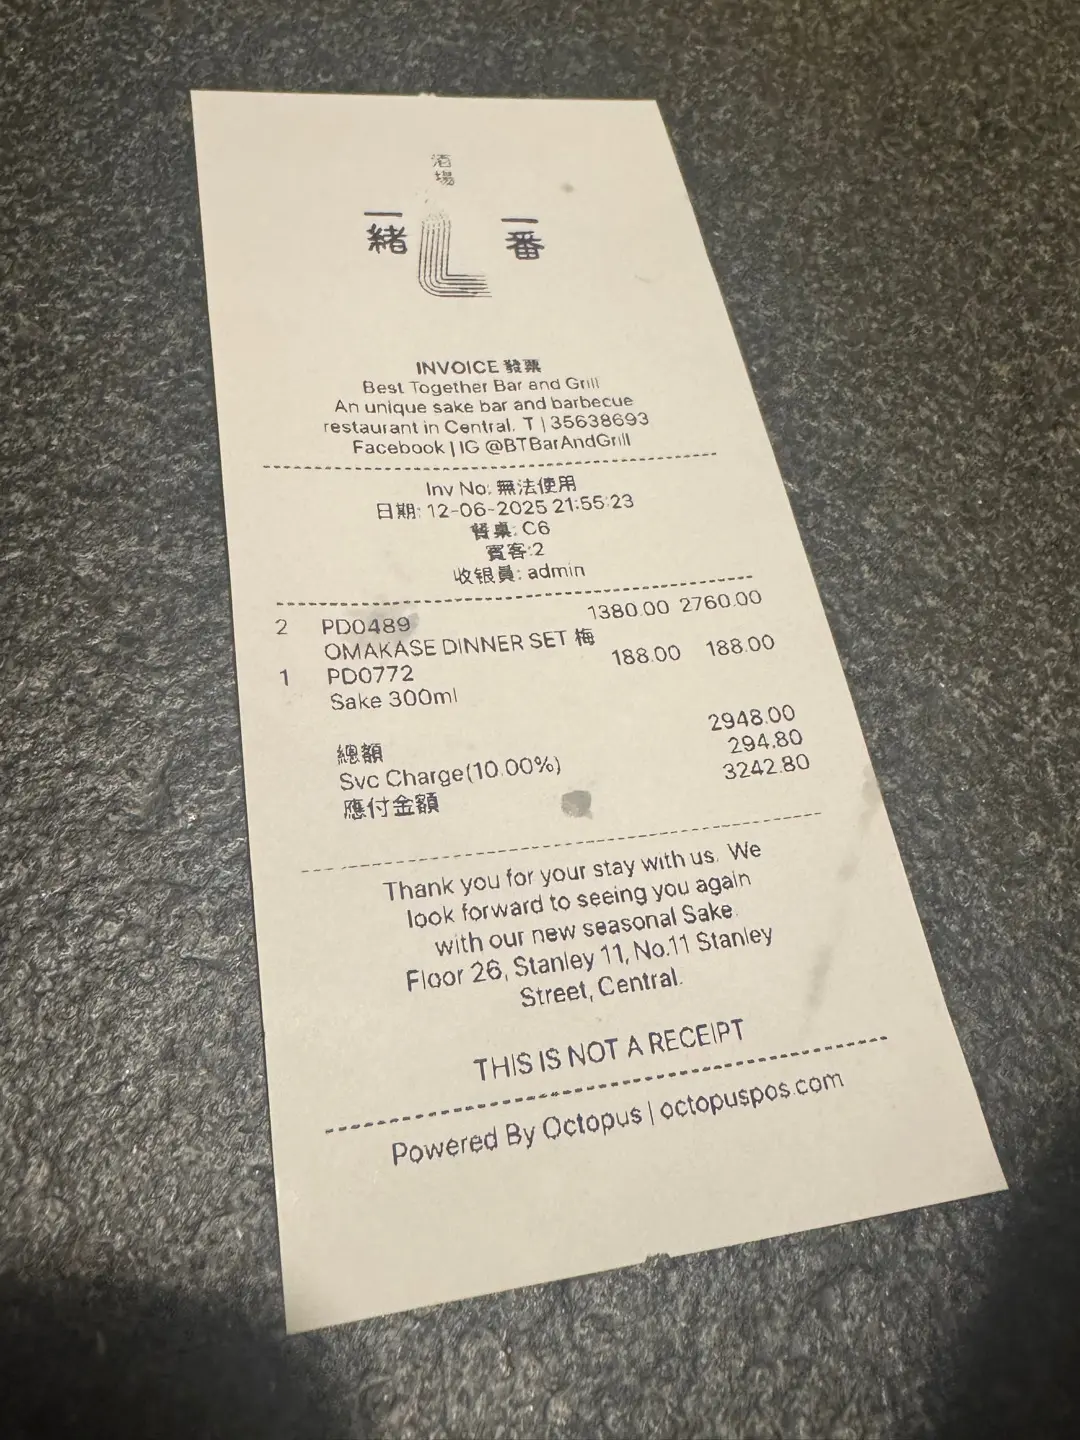 酒
場
一緒
一番
INVOICE 發票
Best Together Bar and Grill
An unique sake bar and barbecue
restaurant in Central. T | 35638693
Facebook | IG @BTBarAndGrill
Inv No: 無法使用
日期: 12-06-2025 21:55:23
餐桌: C6
賓客:2
收银員: admin
2 PD0489 1380.00 2760.00
OMAKASE DINNER SET 梅
1 PD0772 188.00 188.00
Sake 300ml
總額 2948.00
Svc Charge(10.00%) 294.80
應付金額 3242.80
Thank you for your stay with us. We
look forward to seeing you again
with our new seasonal Sake.
Floor 26, Stanley 11, No.11 Stanley
Street, Central.
THIS IS NOT A RECEIPT
Powered By Octopus | octopuspos.com